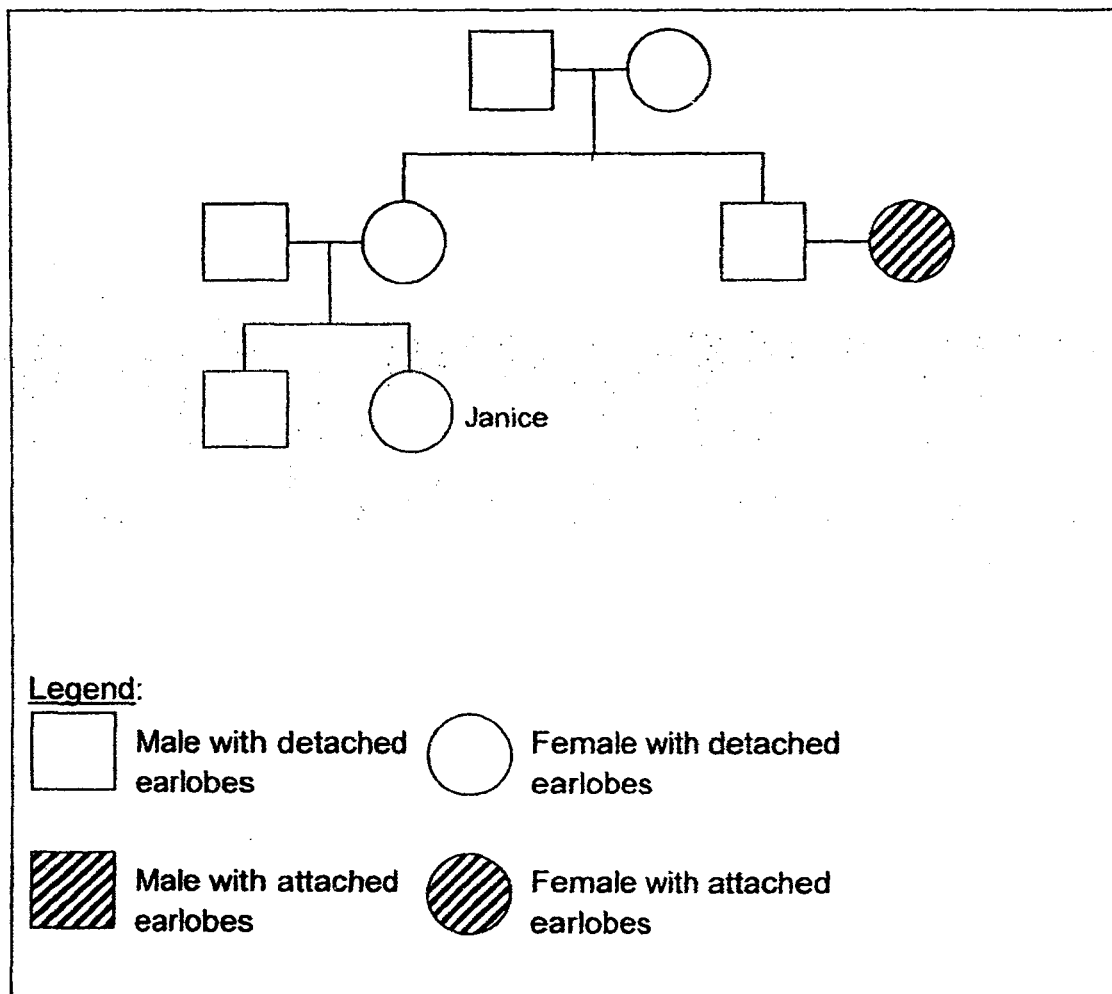 Janice
Legend:
Male with detached
earlobes
Female with detached
earlobes
Male with attached
earlobes
Female with attached
earlobes